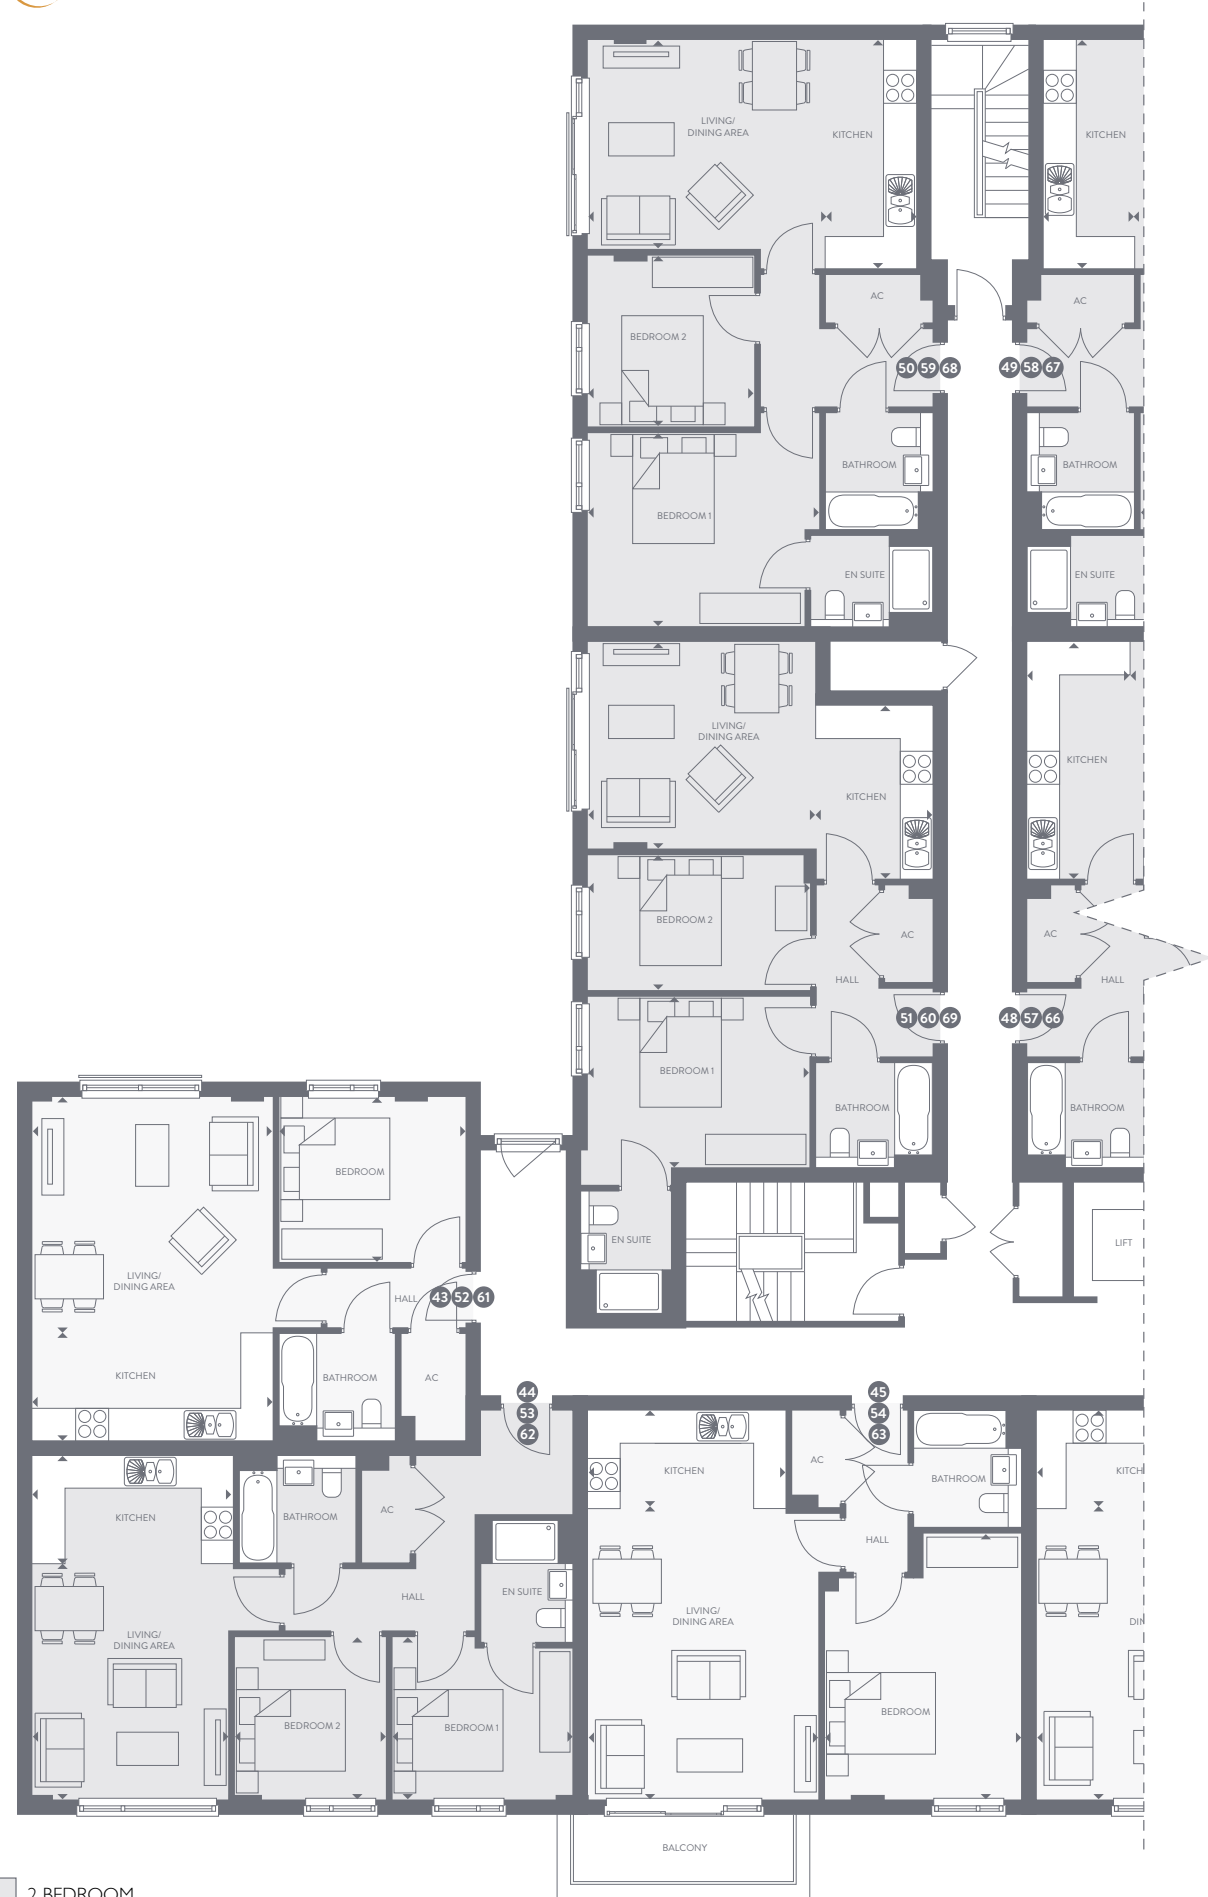 LIVING/
DINING AREA
KITCHEN
KITCHEN
AC
AC
BEDROOM 2
50 59 68
49 58 67
BATHROOM
BATHROOM
BEDROOM 1
EN SUITE
EN SUITE
LIVING/
DINING AREA
KITCHEN
KITCHEN
BEDROOM 2
AC
AC
HALL
HALL
51 60 69
48 57 66
BEDROOM 1
BATHROOM
BATHROOM
BEDROOM
EN SUITE
LIFT
LIVING/
DINING AREA
HALL
43 52 61
KITCHEN
BATHROOM
AC
44
53
62
45
54
63
KITCHEN
AC
BATHROOM
KITCH
KITCHEN
BATHROOM
AC
HALL
EN SUITE
HALL
LIVING/
DINING AREA
LIVING/
DINING AREA
DIN
BEDROOM 2
BEDROOM 1
BEDROOM
BALCONY
2 BEDROOM